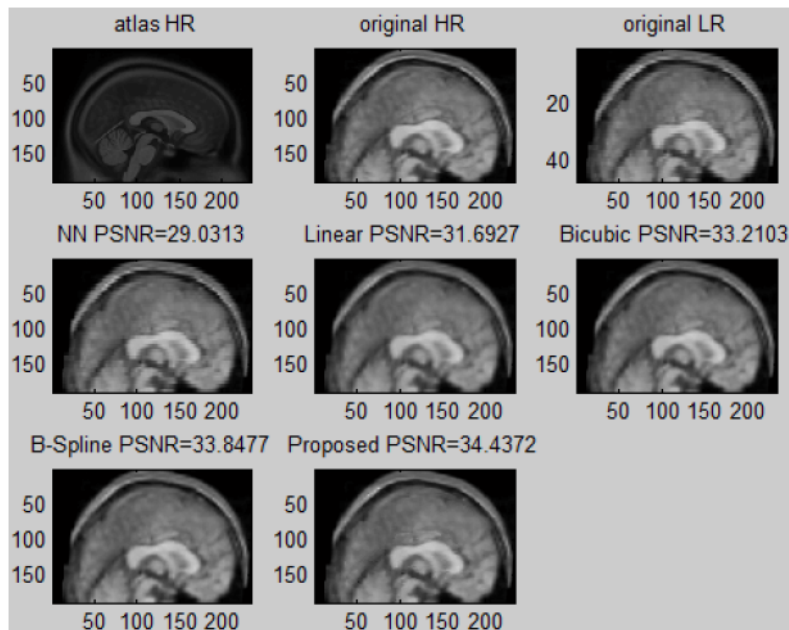 atlas HR
original HR
original LR
50
100
150
50 100 150 200
50
100
150
50 100 150 200
20
40
50 100 150 200
NN PSNR=29.0313
Linear PSNR=31.6927
Bicubic PSNR=33.2103
50
100
150
50 100 150 200
50
100
150
50 100 150 200
50
100
150
50 100 150 200
B-Spline PSNR=33.8477
Proposed PSNR=34.4372
50
100
150
50 100 150 200
50
100
150
50 100 150 200